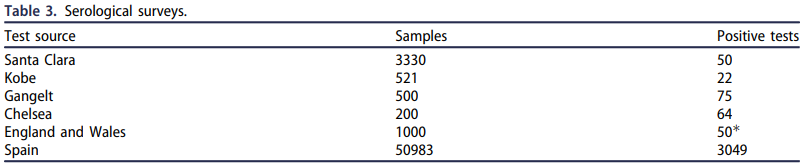 Table 3. Serological surveys.
Test source Samples Positive tests
Santa Clara 3330 50
Kobe 521 22
Gangelt 500 75
Chelsea 200 64
England and Wales 1000 50*
Spain 50983 3049